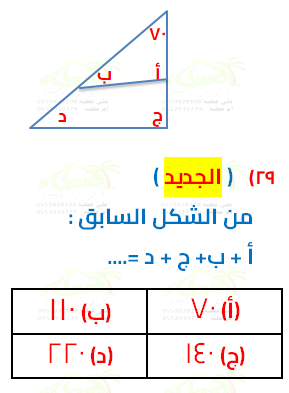 ٧٠
أ
ب
ج
د
٢٩) ( الجديد )
من الشكل السابق :
أ + ب+ ج + د =....
(أ) ٧٠
(ب) ١١٠
(ج) ١٤٠
(د) ٢٢٠